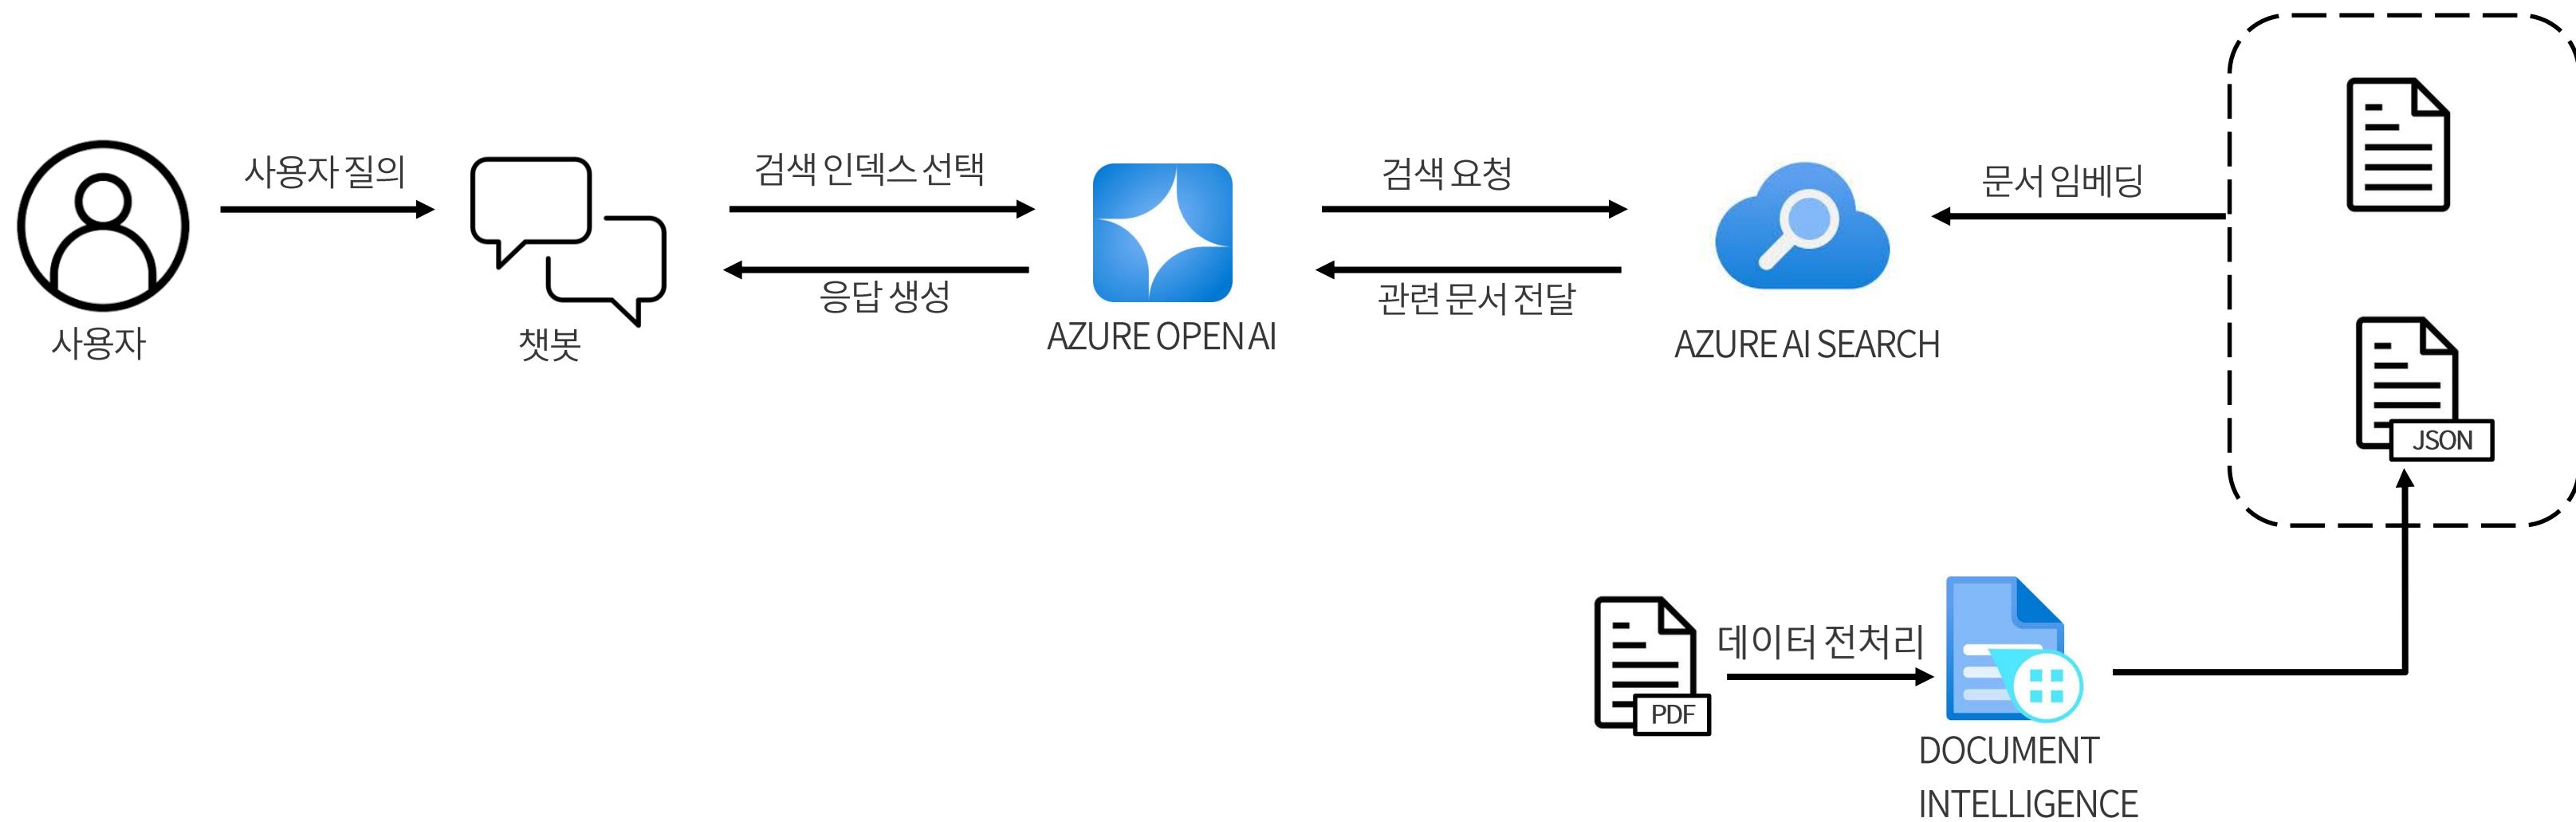 사용자 질의
검색 인덱스 선택
검색 요청
문서 임베딩
응답 생성
관련 문서 전달
사용자
챗봇
AZURE OPEN AI
AZURE AI SEARCH
JSON
데이터 전처리
PDF
DOCUMENT
INTELLIGENCE